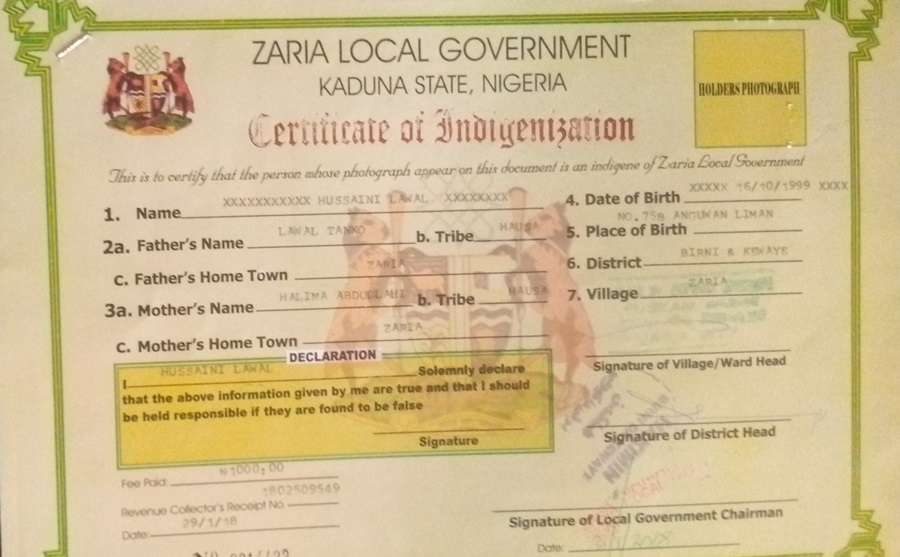 ZARIA LOCAL GOVERNMENT
KADUNA STATE, NIGERIA
Certificate of Indigenization
HOLDERS PHOTOGRAPH
This is to certify that the person whose photograph appear on this document is an indigene of Zaria Local Government
1. Name XXXXXXXXXXX HUSSAINI LAWAL XXXXXXXX
2a. Father's Name LAWAL TANKO b. Tribe HAUSA
c. Father's Home Town ZARIA
3a. Mother's Name HALIMA ABDULLAHI b. Tribe HAUSA
c. Mother's Home Town ZARIA
4. Date of Birth XXXXX 16/10/1999 XXXX
5. Place of Birth NO.75B ANGUWAN LIMAN
6. District BIRNI & KEWAYE
7. Village ZARIA
DECLARATION
I HUSSAINI LAWAL Solemnly declare
that the above information given by me are true and that I should
be held responsible if they are found to be false
Signature
Signature of Village/Ward Head
Signature of District Head
Fee Paid: N1000,00
Revenue Collector's Receipt No. 1802509549
Date: 29/1/18
Signature of Local Government Chairman
Date: